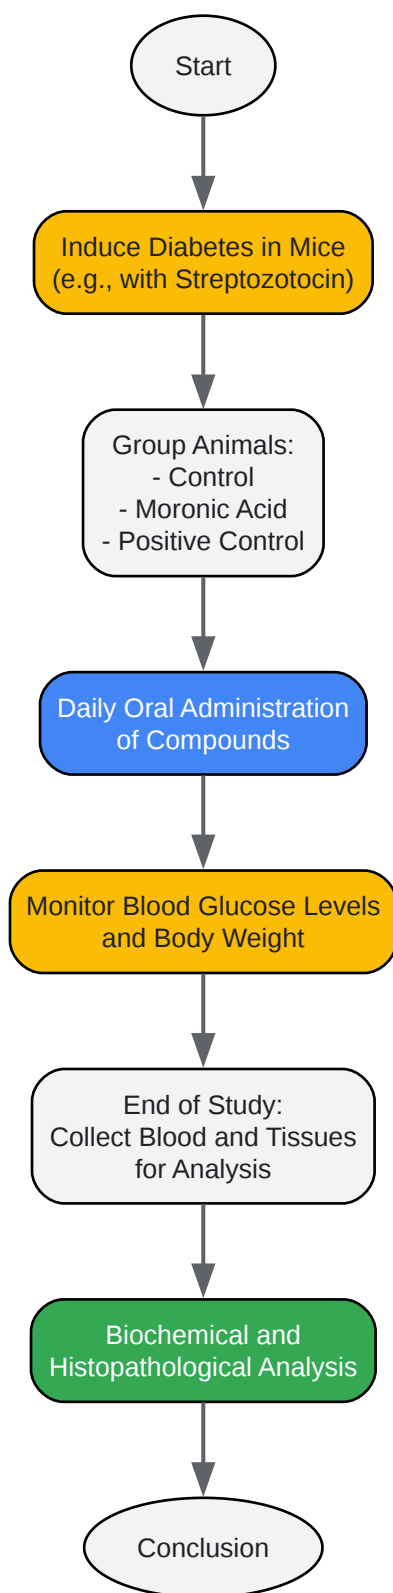 Start
Induce Diabetes in Mice
(e.g., with Streptozotocin)
Group Animals:
- Control
- Moronic Acid
- Positive Control
Daily Oral Administration
of Compounds
Monitor Blood Glucose Levels
and Body Weight
End of Study:
Collect Blood and Tissues
for Analysis
Biochemical and
Histopathological Analysis
Conclusion